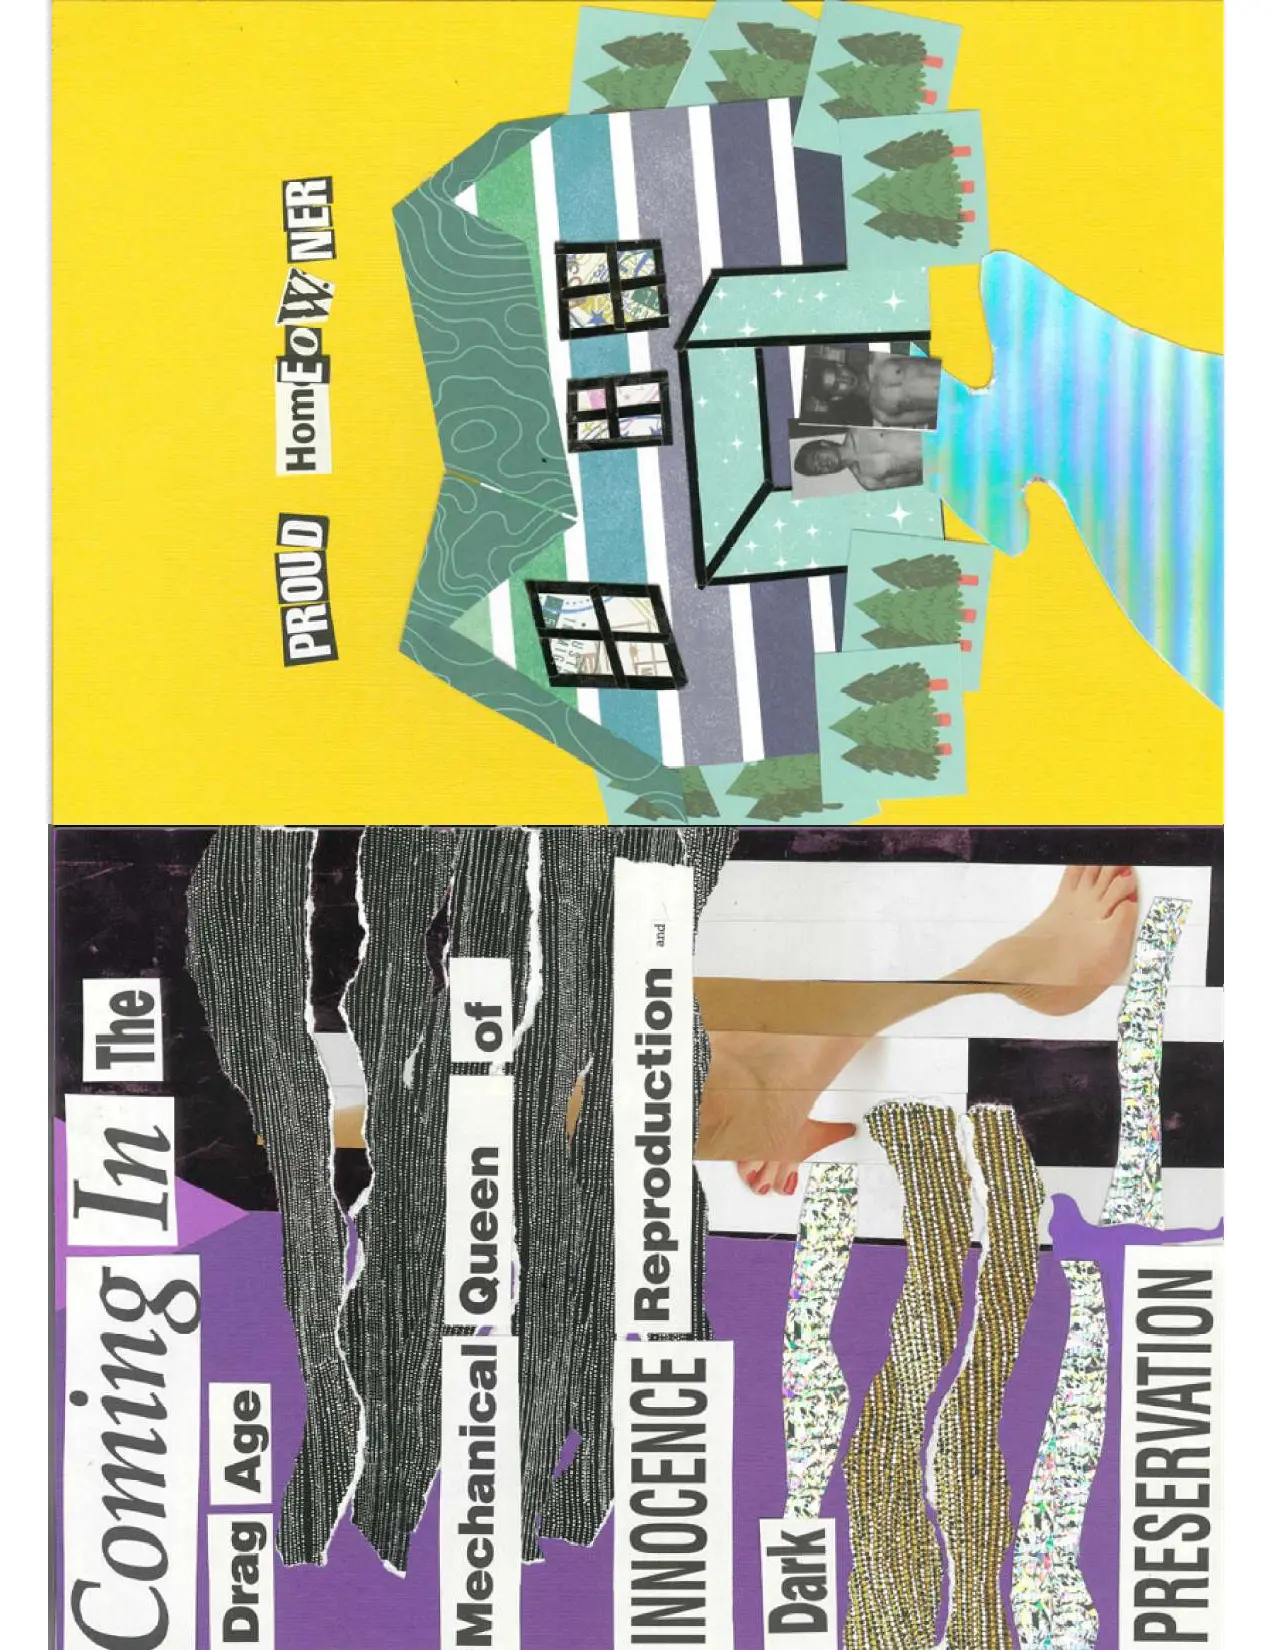 PROUD HomEoWNER
Coming In The
Drag Age
Mechanical Queen of
INNOCENCE Reproduction and
Dark
PRESERVATION